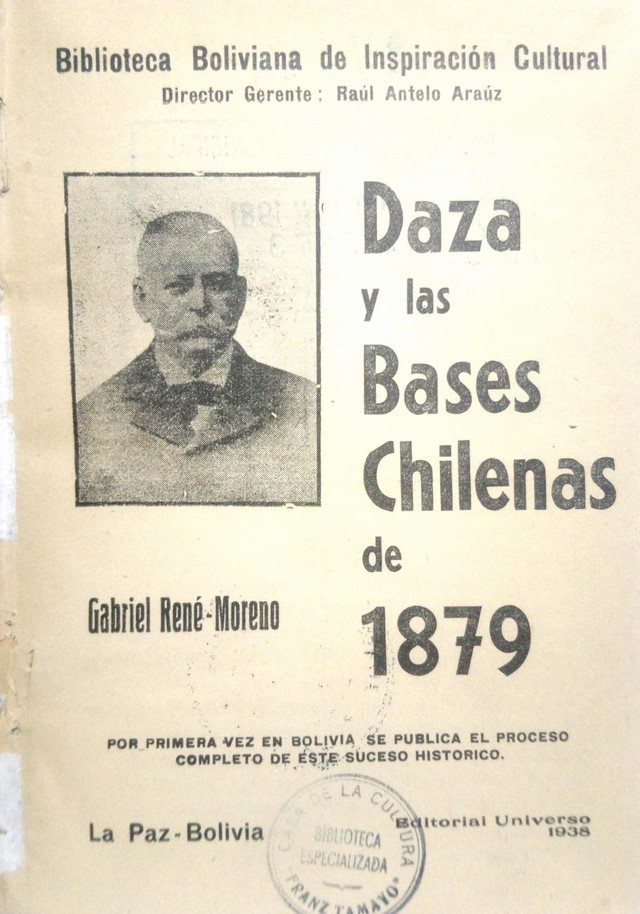 Biblioteca Boliviana de Inspiración Cultural
Director Gerente: Raúl Antelo Araúz
Daza
y las
Bases
Chilenas
de
1879
Gabriel René-Moreno
POR PRIMERA VEZ EN BOLIVIA SE PUBLICA EL PROCESO
COMPLETO DE ESTE SUCESO HISTORICO.
La Paz-Bolivia
Editorial Universo
1938
CASA DE LA CULTURA
BIBLIOTECA
ESPECIALIZADA
FRANZ TAMAYO